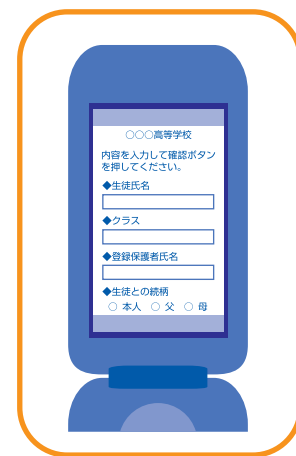 ○○○高等学校
内容を入力して確認ボタン
を押してください。
◆生徒氏名
◆クラス
◆登録保護者氏名
◆生徒との続柄
○ 本人 ○ 父 ○ 母